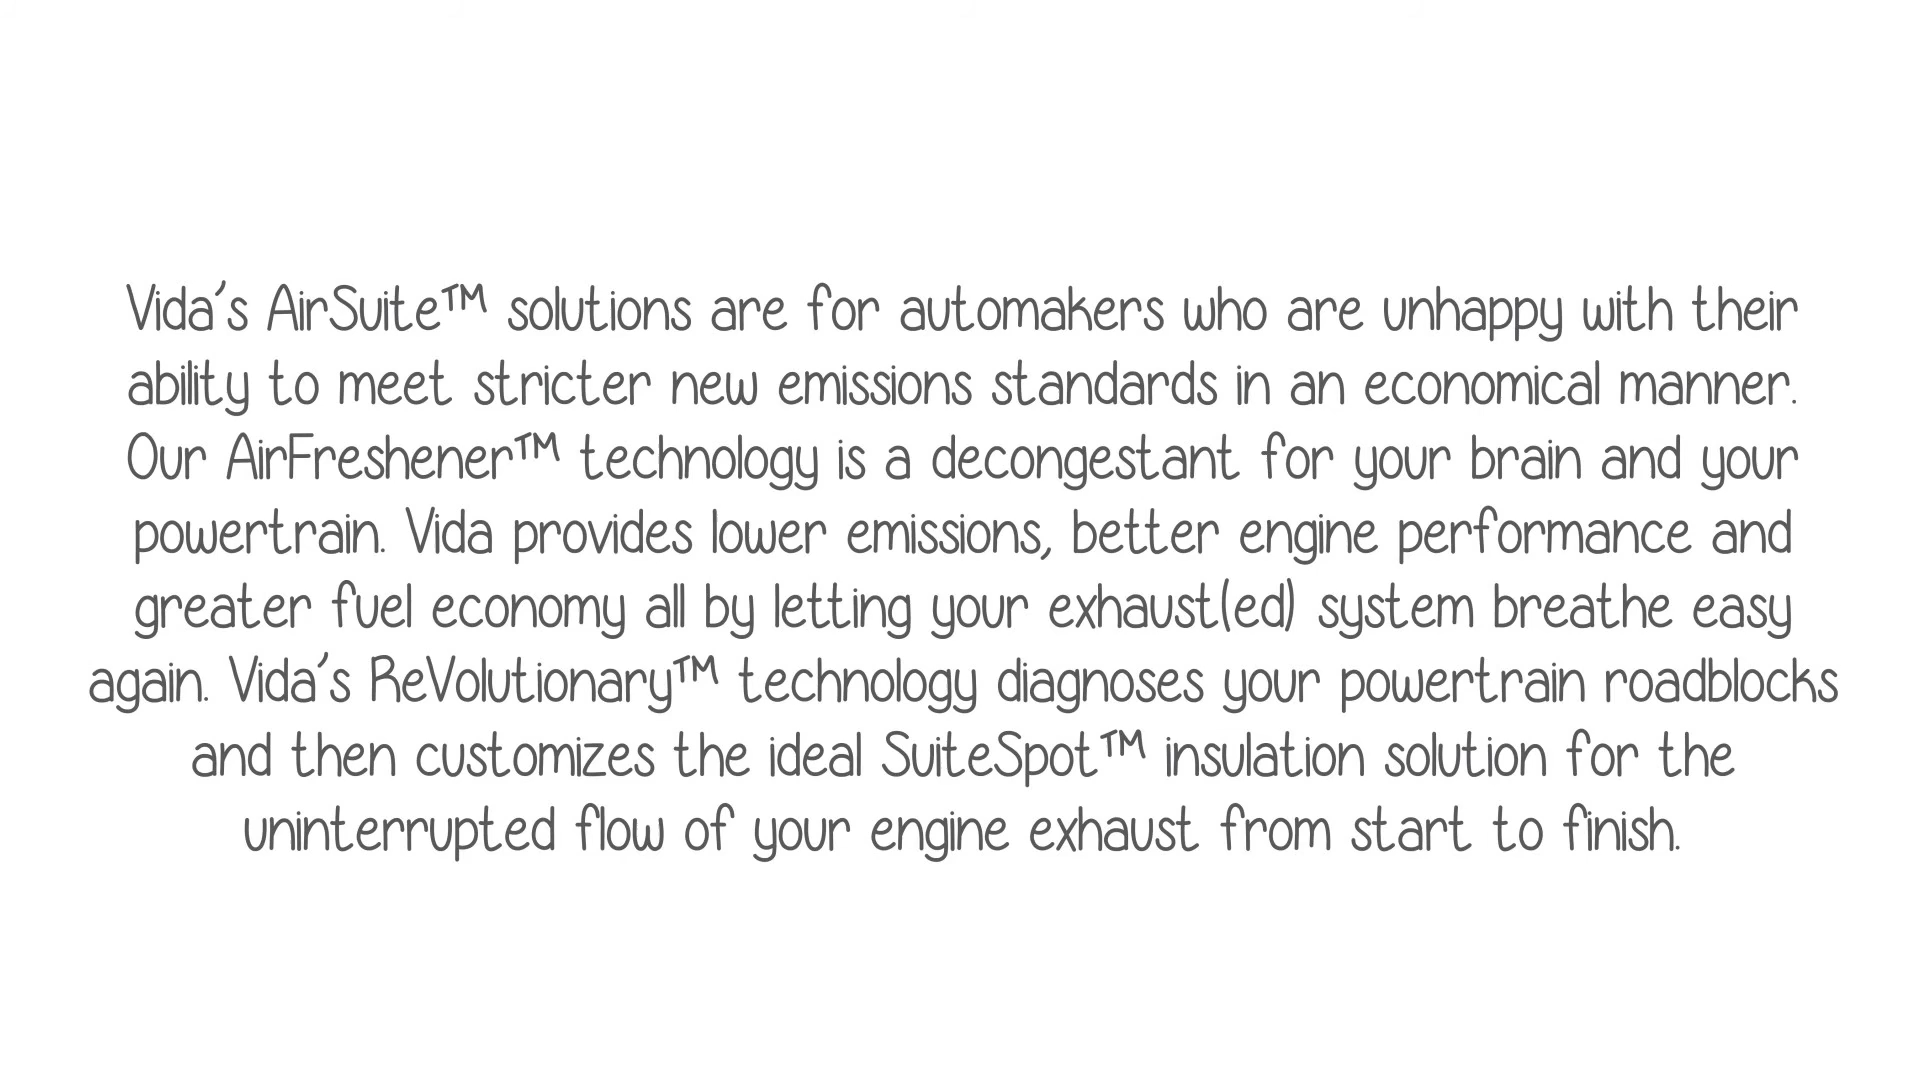 Vida's AirSuite™ solutions are for automakers who are unhappy with their
ability to meet stricter new emissions standards in an economical manner.
Our AirFreshener™ technology is a decongestant for your brain and your
powertrain. Vida provides lower emissions, better engine performance and
greater fuel economy all by letting your exhaust(ed) system breathe easy
again. Vida's ReVolutionary™ technology diagnoses your powertrain roadblocks
and then customizes the ideal SuiteSpot™ insulation solution for the
uninterrupted flow of your engine exhaust from start to finish.